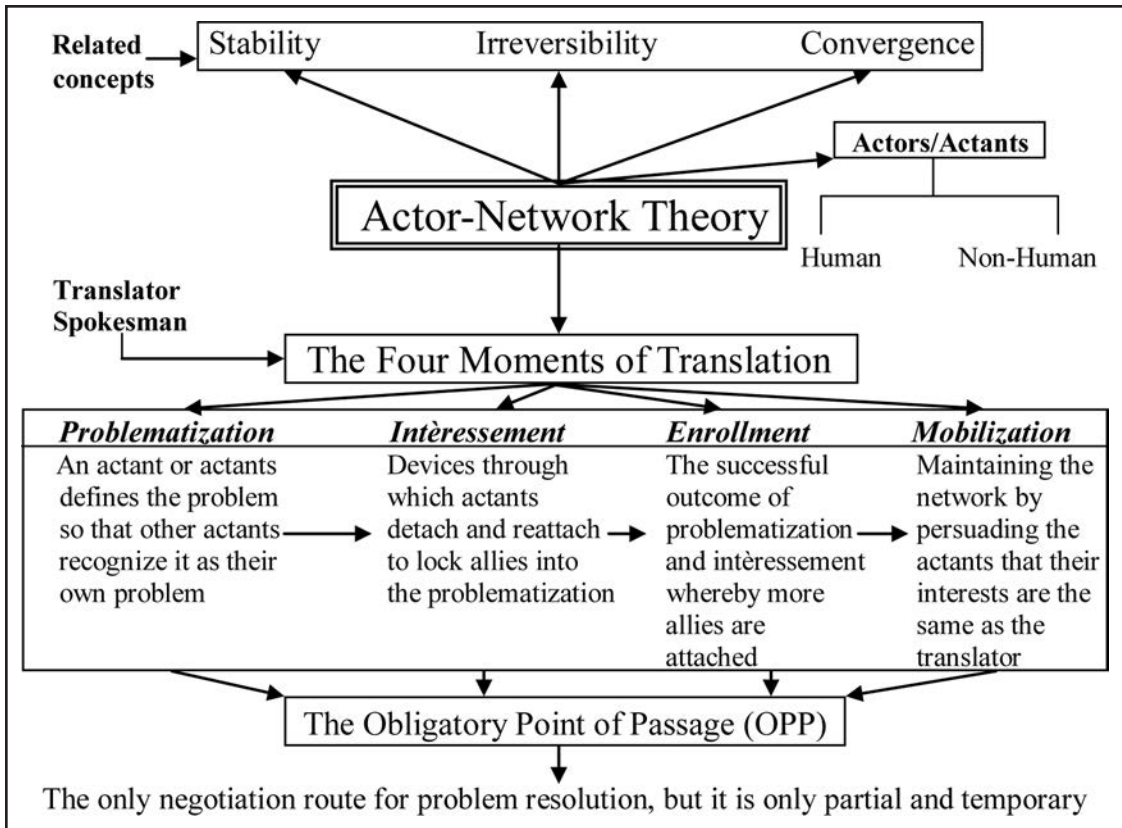 Related
concepts
Stability Irreversibility Convergence
Actors/Actants
Actor-Network Theory
Human Non-Human
Translator
Spokesman
The Four Moments of Translation
Problematization
An actant or actants
defines the problem
so that other actants
recognize it as their
own problem
Intèressement
Devices through
which actants
detach and reattach
to lock allies into
the problematization
Enrollment
The successful
outcome of
problematization
and intèressement
whereby more
allies are
attached
Mobilization
Maintaining the
network by
persuading the
actants that their
interests are the
same as the
translator
The Obligatory Point of Passage (OPP)
The only negotiation route for problem resolution, but it is only partial and temporary